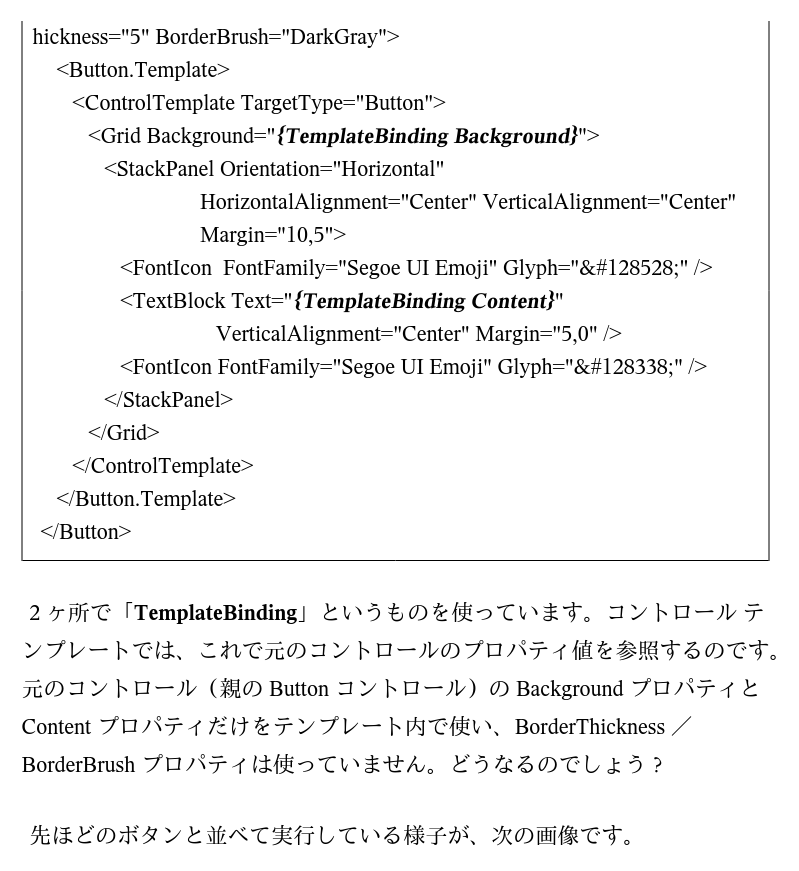 hickness="5" BorderBrush="DarkGray">
<Button.Template>
<ControlTemplate TargetType="Button">
<Grid Background="{TemplateBinding Background}">
<StackPanel Orientation="Horizontal"
HorizontalAlignment="Center" VerticalAlignment="Center"
Margin="10,5">
<FontIcon  FontFamily="Segoe UI Emoji" Glyph="&#128528;" />
<TextBlock Text="{TemplateBinding Content}"
VerticalAlignment="Center" Margin="5,0" />
<FontIcon FontFamily="Segoe UI Emoji" Glyph="&#128338;" />
</StackPanel>
</Grid>
</ControlTemplate>
</Button.Template>
</Button>
2 ヶ所で「TemplateBinding」というものを使っています。コントロール テ
ンプレートでは、これで元のコントロールのプロパティ値を参照するのです。
元のコントロール（親の Button コントロール）の Background プロパティと
Content プロパティだけをテンプレート内で使い、BorderThickness ／
BorderBrush プロパティは使っていません。どうなるのでしょう？
先ほどのボタンと並べて実行している様子が、次の画像です。